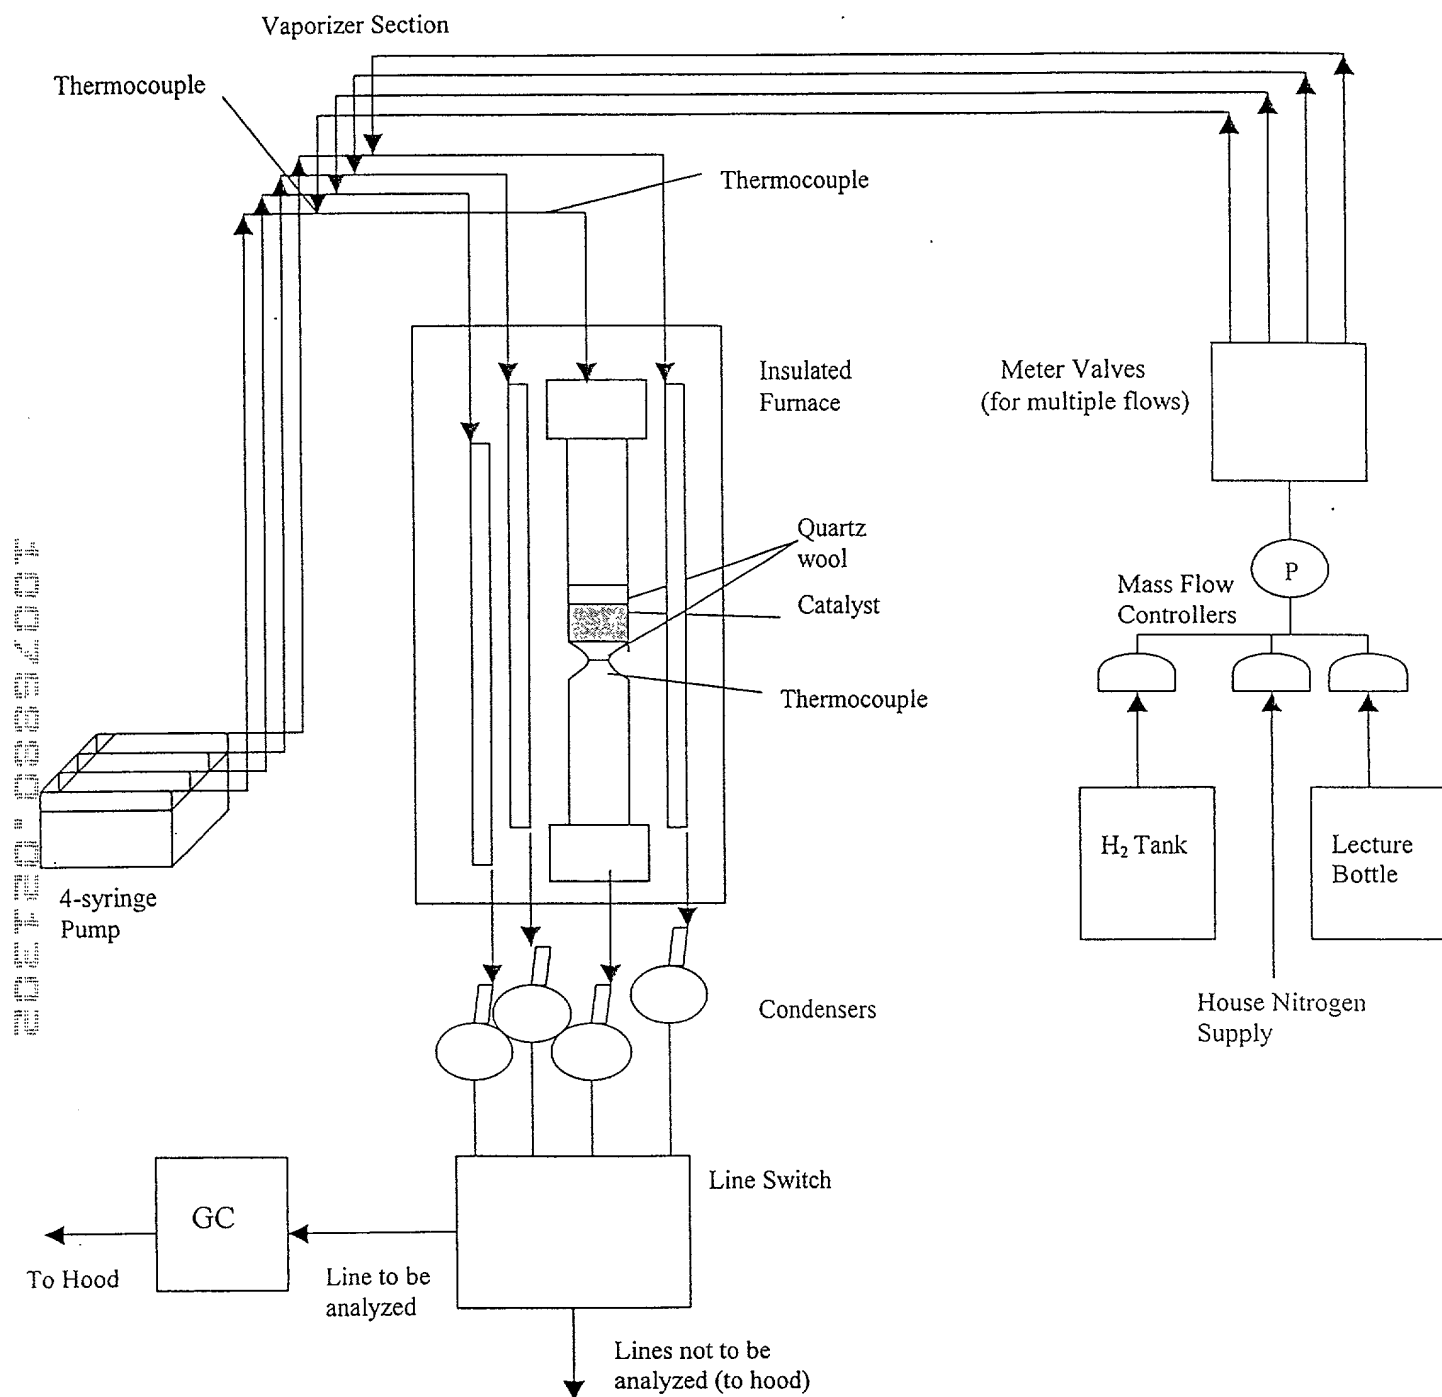 Vaporizer Section
Thermocouple
Thermocouple
Insulated
Furnace
Meter Valves
(for multiple flows)
Quartz
wool
Catalyst
Thermocouple
P
Mass Flow
Controllers
H₂ Tank
Lecture
Bottle
House Nitrogen
Supply
4-syringe
Pump
Condensers
Line Switch
GC
To Hood
Line to be
analyzed
Lines not to be
analyzed (to hood)